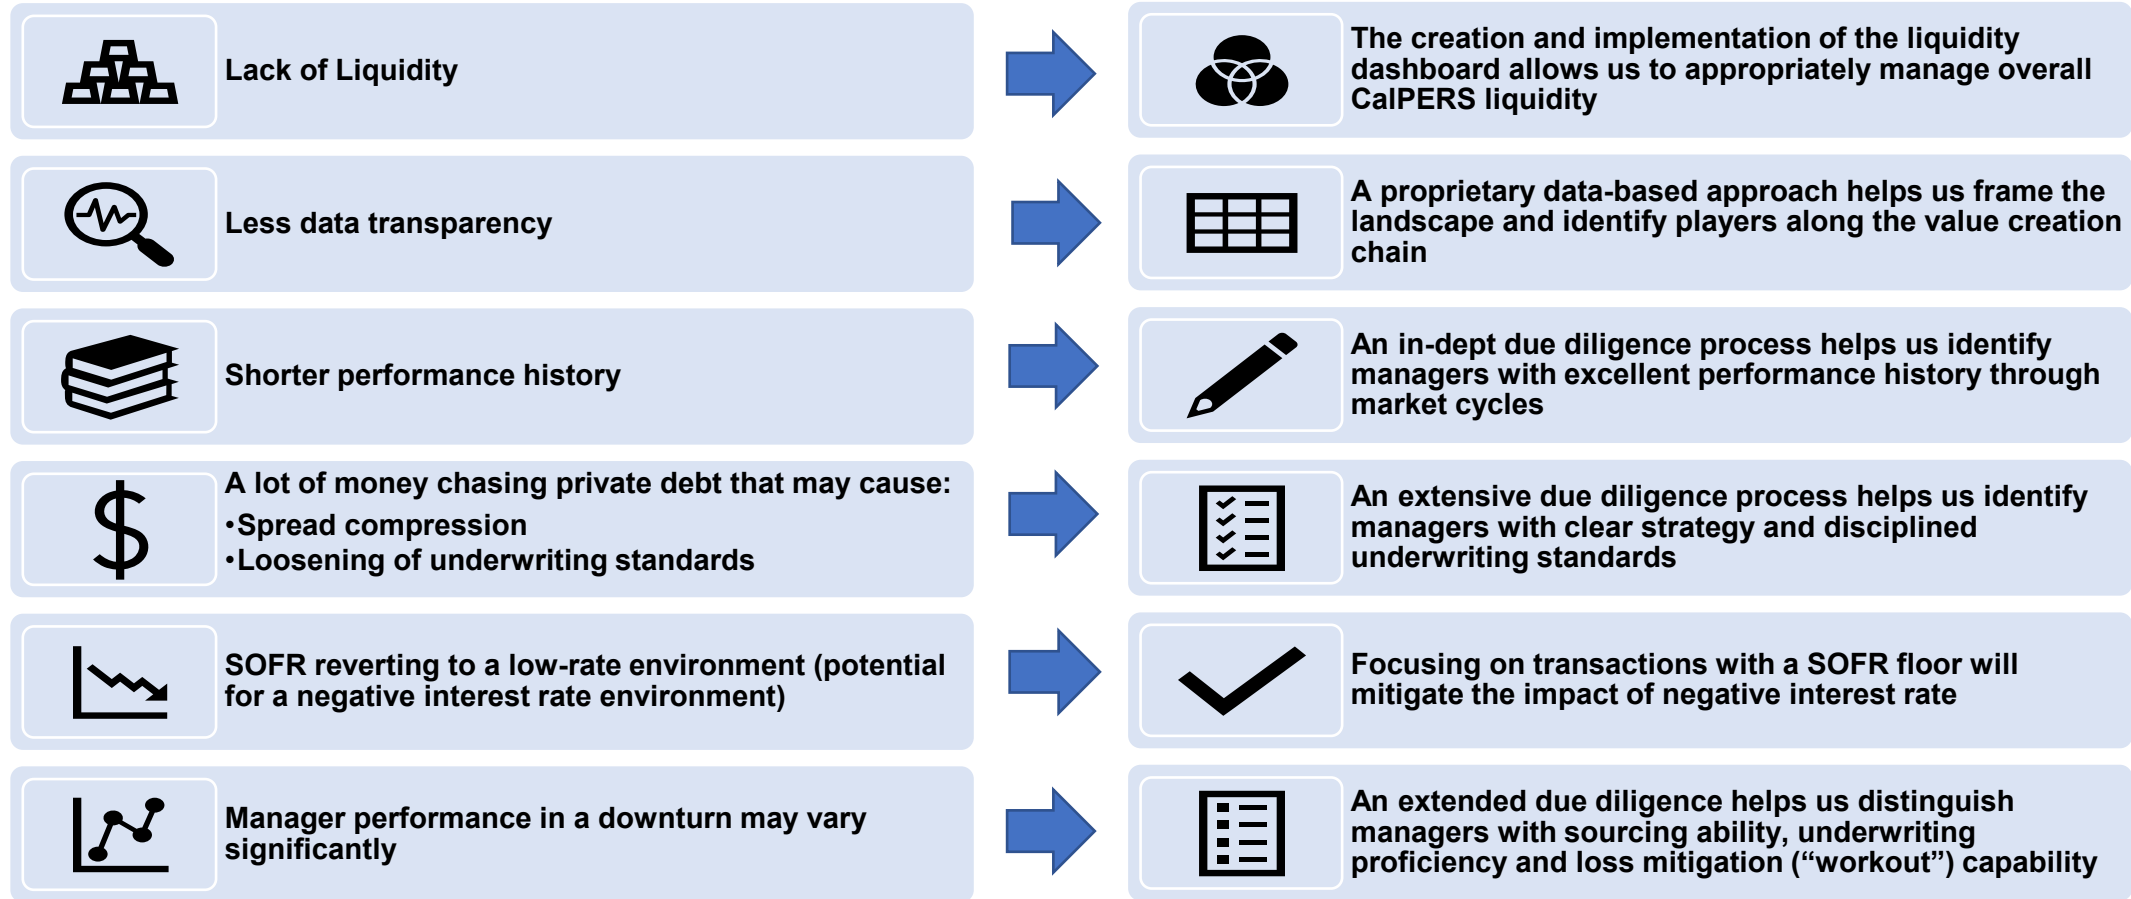 Lack of Liquidity
The creation and implementation of the liquidity
dashboard allows us to appropriately manage overall
CalPERS liquidity
Less data transparency
A proprietary data-based approach helps us frame the
landscape and identify players along the value creation
chain
Shorter performance history
An in-dept due diligence process helps us identify
managers with excellent performance history through
market cycles
A lot of money chasing private debt that may cause:
•Spread compression
•Loosening of underwriting standards
An extensive due diligence process helps us identify
managers with clear strategy and disciplined
underwriting standards
SOFR reverting to a low-rate environment (potential
for a negative interest rate environment)
Focusing on transactions with a SOFR floor will
mitigate the impact of negative interest rate
Manager performance in a downturn may vary
significantly
An extended due diligence helps us distinguish
managers with sourcing ability, underwriting
proficiency and loss mitigation (“workout”) capability